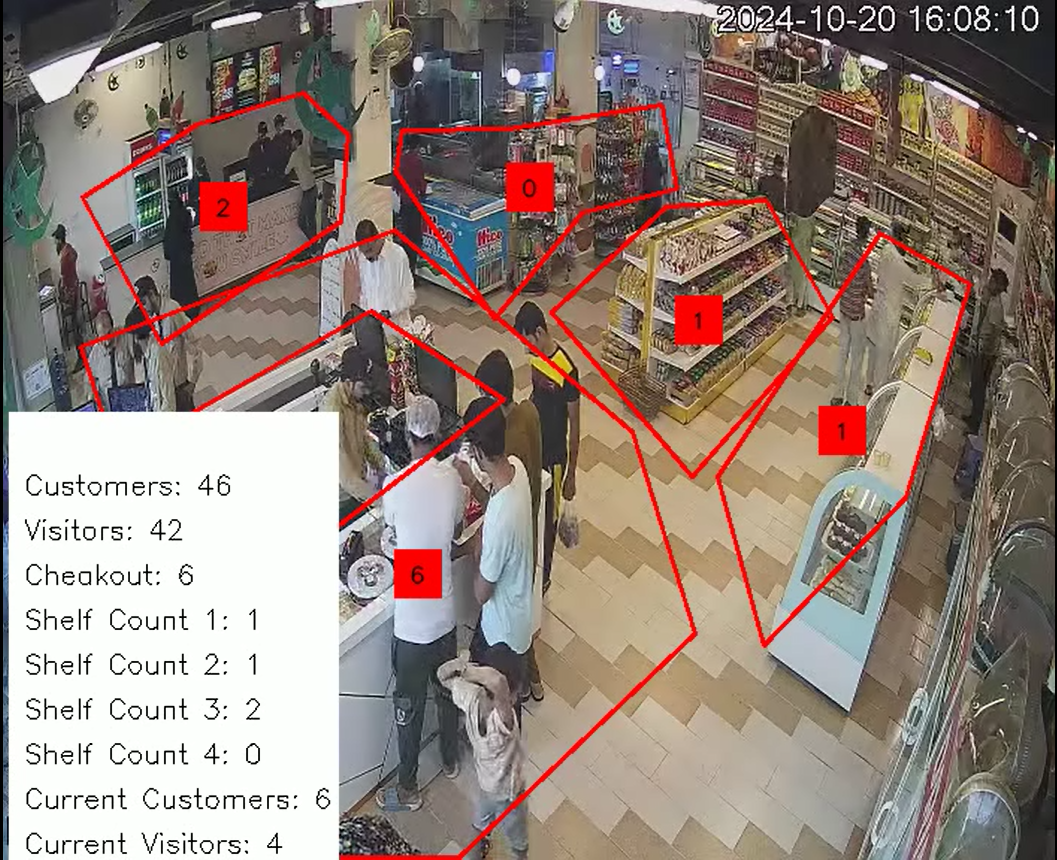 2024-10-20 16:08:10
2
0
1
1
6
Mico
Mico
Customers: 46
Visitors: 42
Cheakout: 6
Shelf Count 1: 1
Shelf Count 2: 1
Shelf Count 3: 2
Shelf Count 4: 0
Current Customers: 6
Current Visitors: 4